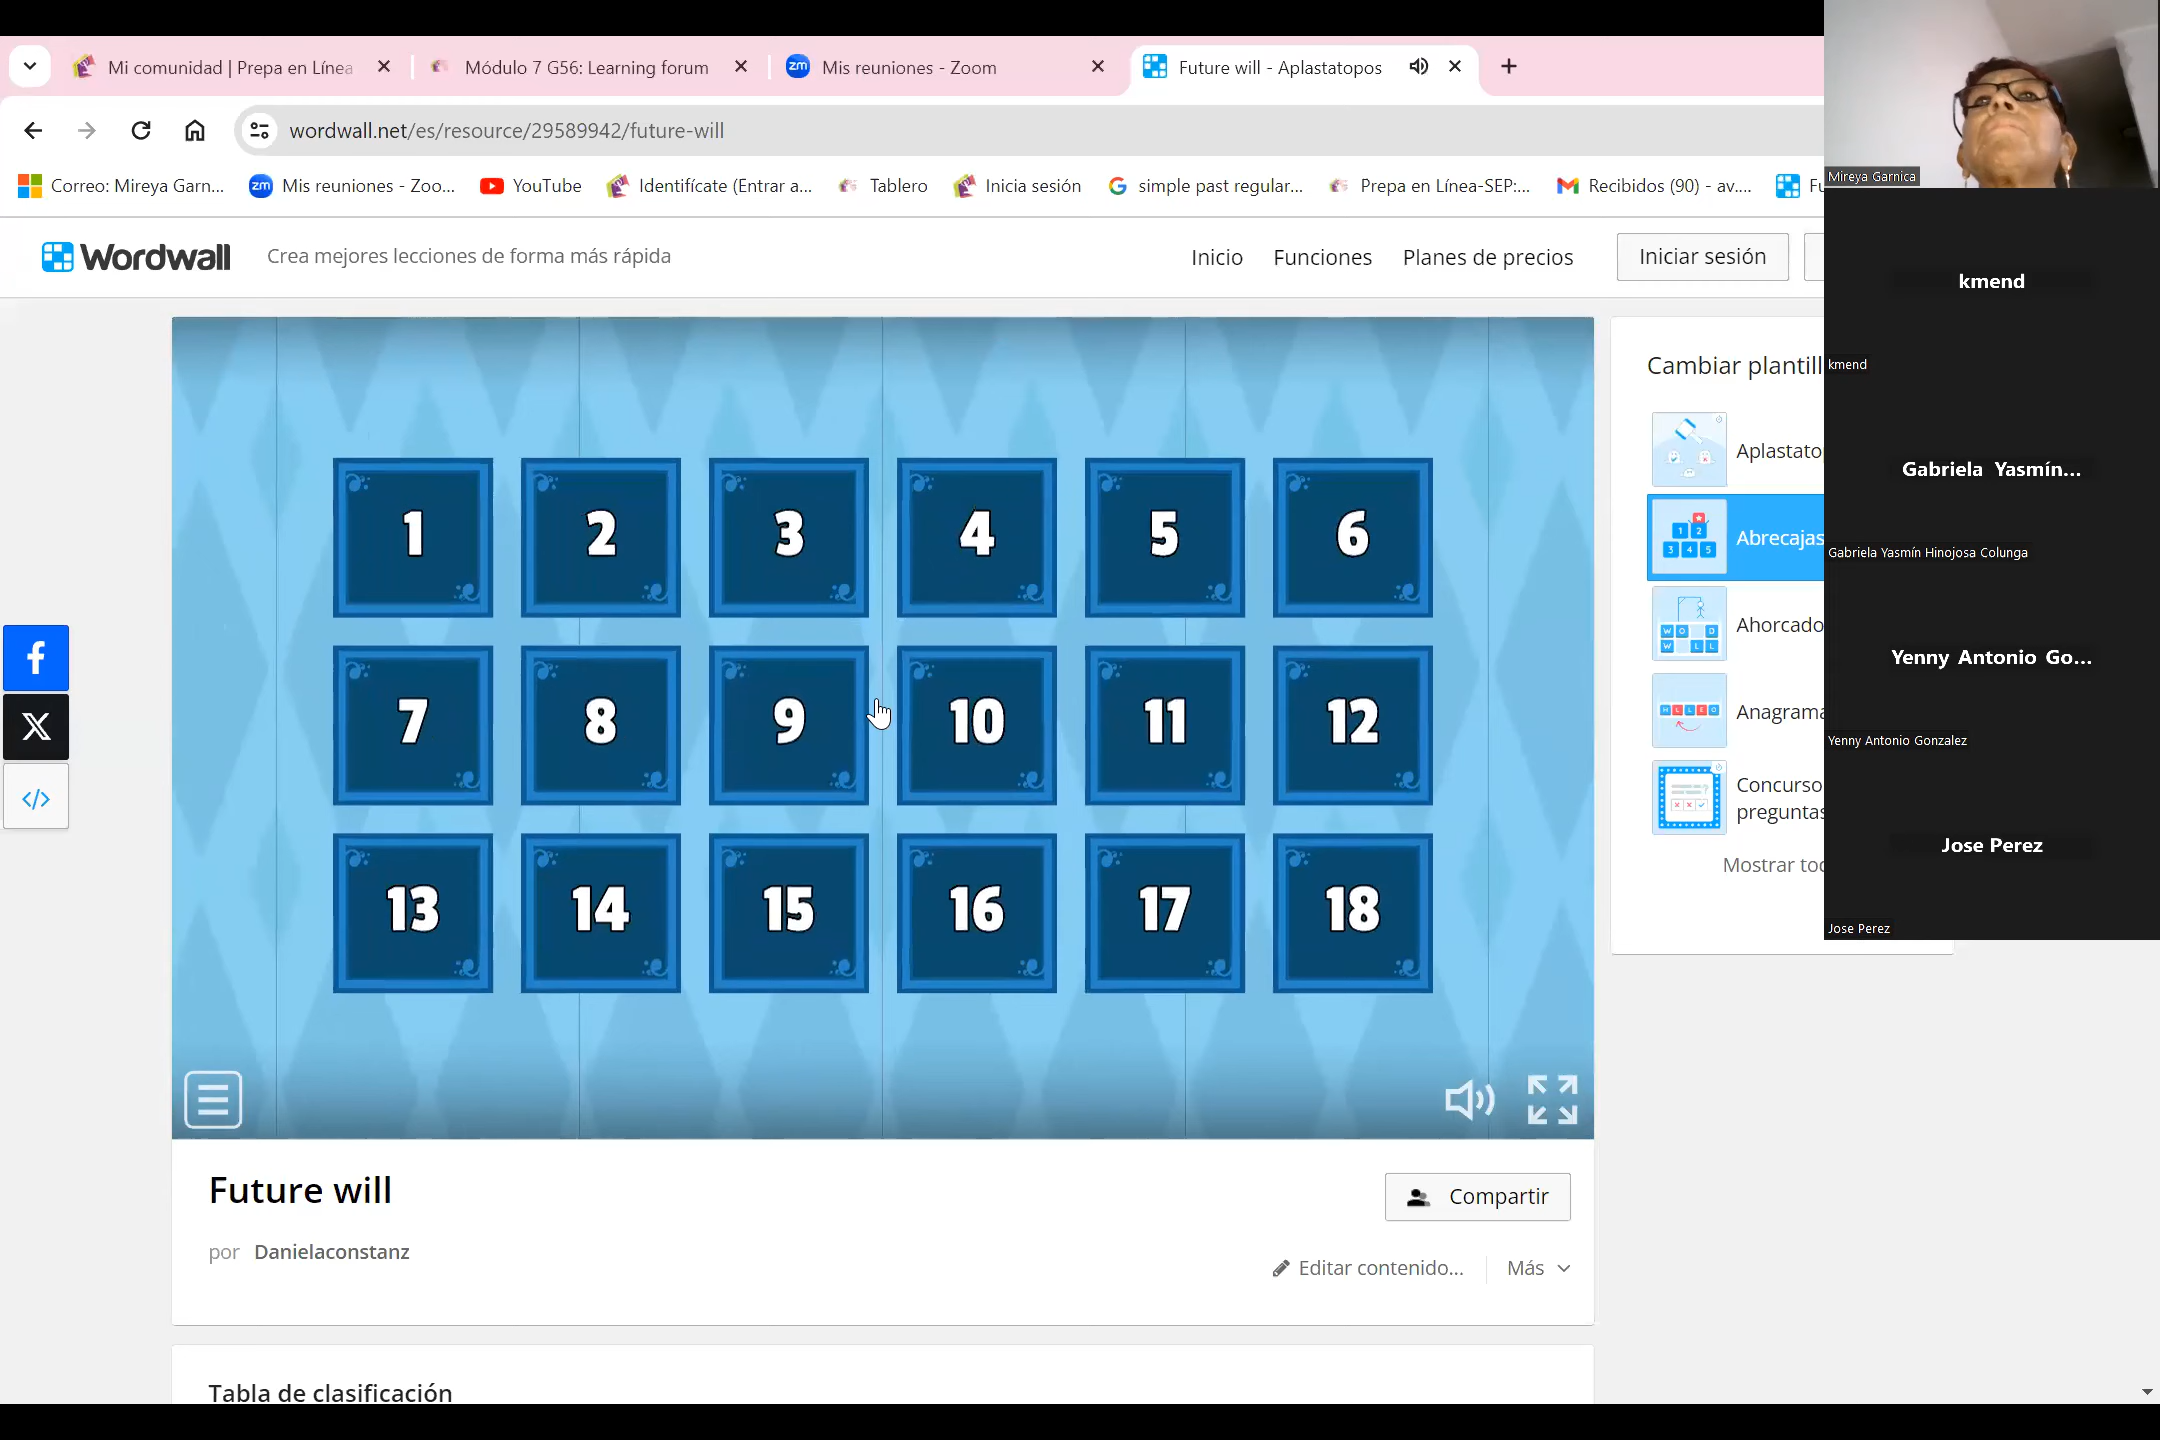 Mi comunidad | Prepa en Línea
Módulo 7 G56: Learning forum
zm Mis reuniones - Zoom
Future will - Aplastatopos
wordwall.net/es/resource/29589942/future-will
Correo: Mireya Garn...
zm Mis reuniones - Zoo...
YouTube
Identifícate (Entrar a...
Tablero
Inicia sesión
simple past regular...
Prepa en Línea-SEP:...
Recibidos (90) - av....
Wordwall
Crea mejores lecciones de forma más rápida
Inicio
Funciones
Planes de precios
Iniciar sesión
1 2 3 4 5 6
7 8 9 10 11 12
13 14 15 16 17 18
Future will
por Danielaconstanz
Compartir
Editar contenido...
Más
Tabla de clasificación
Cambiar plantill
Aplastato
Abrecajas
Ahorcado
Anagrama
Concurso
preguntas
Mostrar tod
Mireya Garnica
kmend
kmend
Gabriela Yasmín...
Gabriela Yasmín Hinojosa Colunga
Yenny Antonio Go...
Yenny Antonio Gonzalez
Jose Perez
Jose Perez